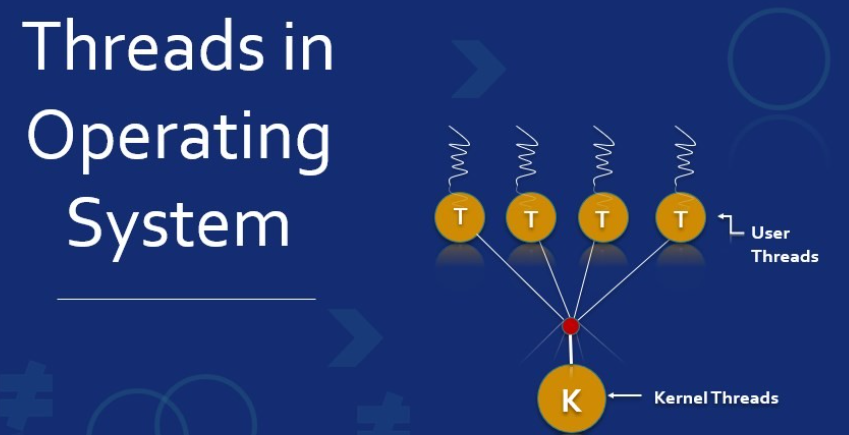 Threads in
Operating
System
T
T
T
T
User
Threads
K
Kernel Threads